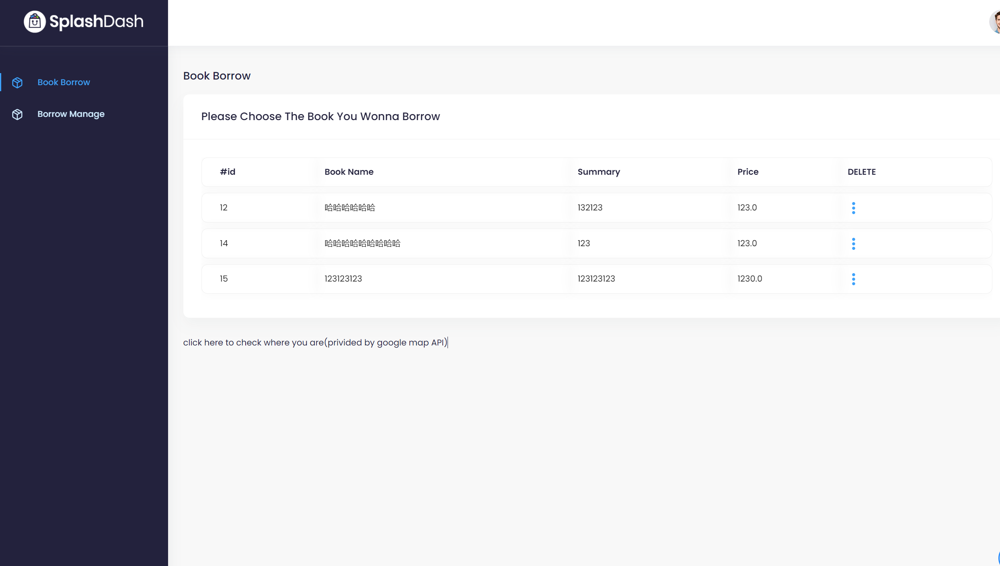 SplashDash
Book Borrow
Borrow Manage
Book Borrow
Please Choose The Book You Wonna Borrow
#id Book Name Summary Price DELETE
12 哈哈哈哈哈哈 132123 123.0
14 哈哈哈哈哈哈哈哈哈 123 123.0
15 123123123 123123123 1230.0
click here to check where you are(privided by google map API)